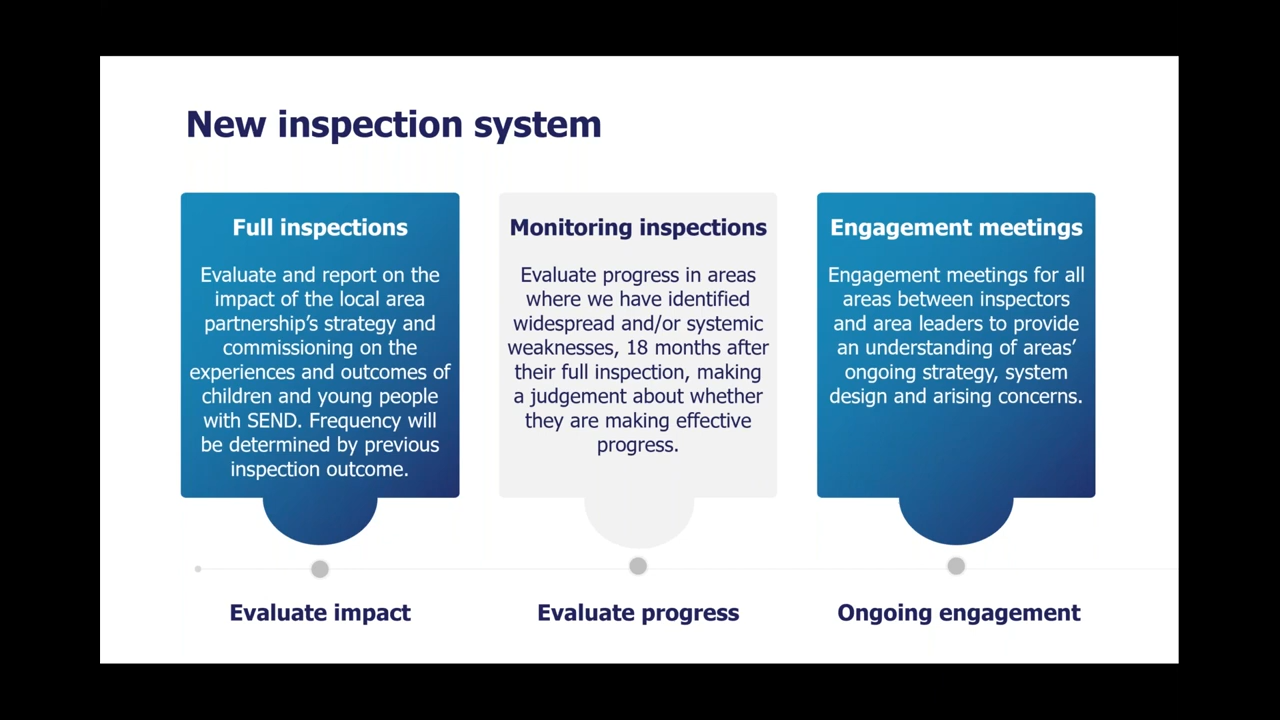 New inspection system
Full inspections
Evaluate and report on the
impact of the local area
partnership’s strategy and
commissioning on the
experiences and outcomes of
children and young people
with SEND. Frequency will
be determined by previous
inspection outcome.
Monitoring inspections
Evaluate progress in areas
where we have identified
widespread and/or systemic
weaknesses, 18 months after
their full inspection, making
a judgement about whether
they are making effective
progress.
Engagement meetings
Engagement meetings for all
areas between inspectors
and area leaders to provide
an understanding of areas’
ongoing strategy, system
design and arising concerns.
Evaluate impact
Evaluate progress
Ongoing engagement